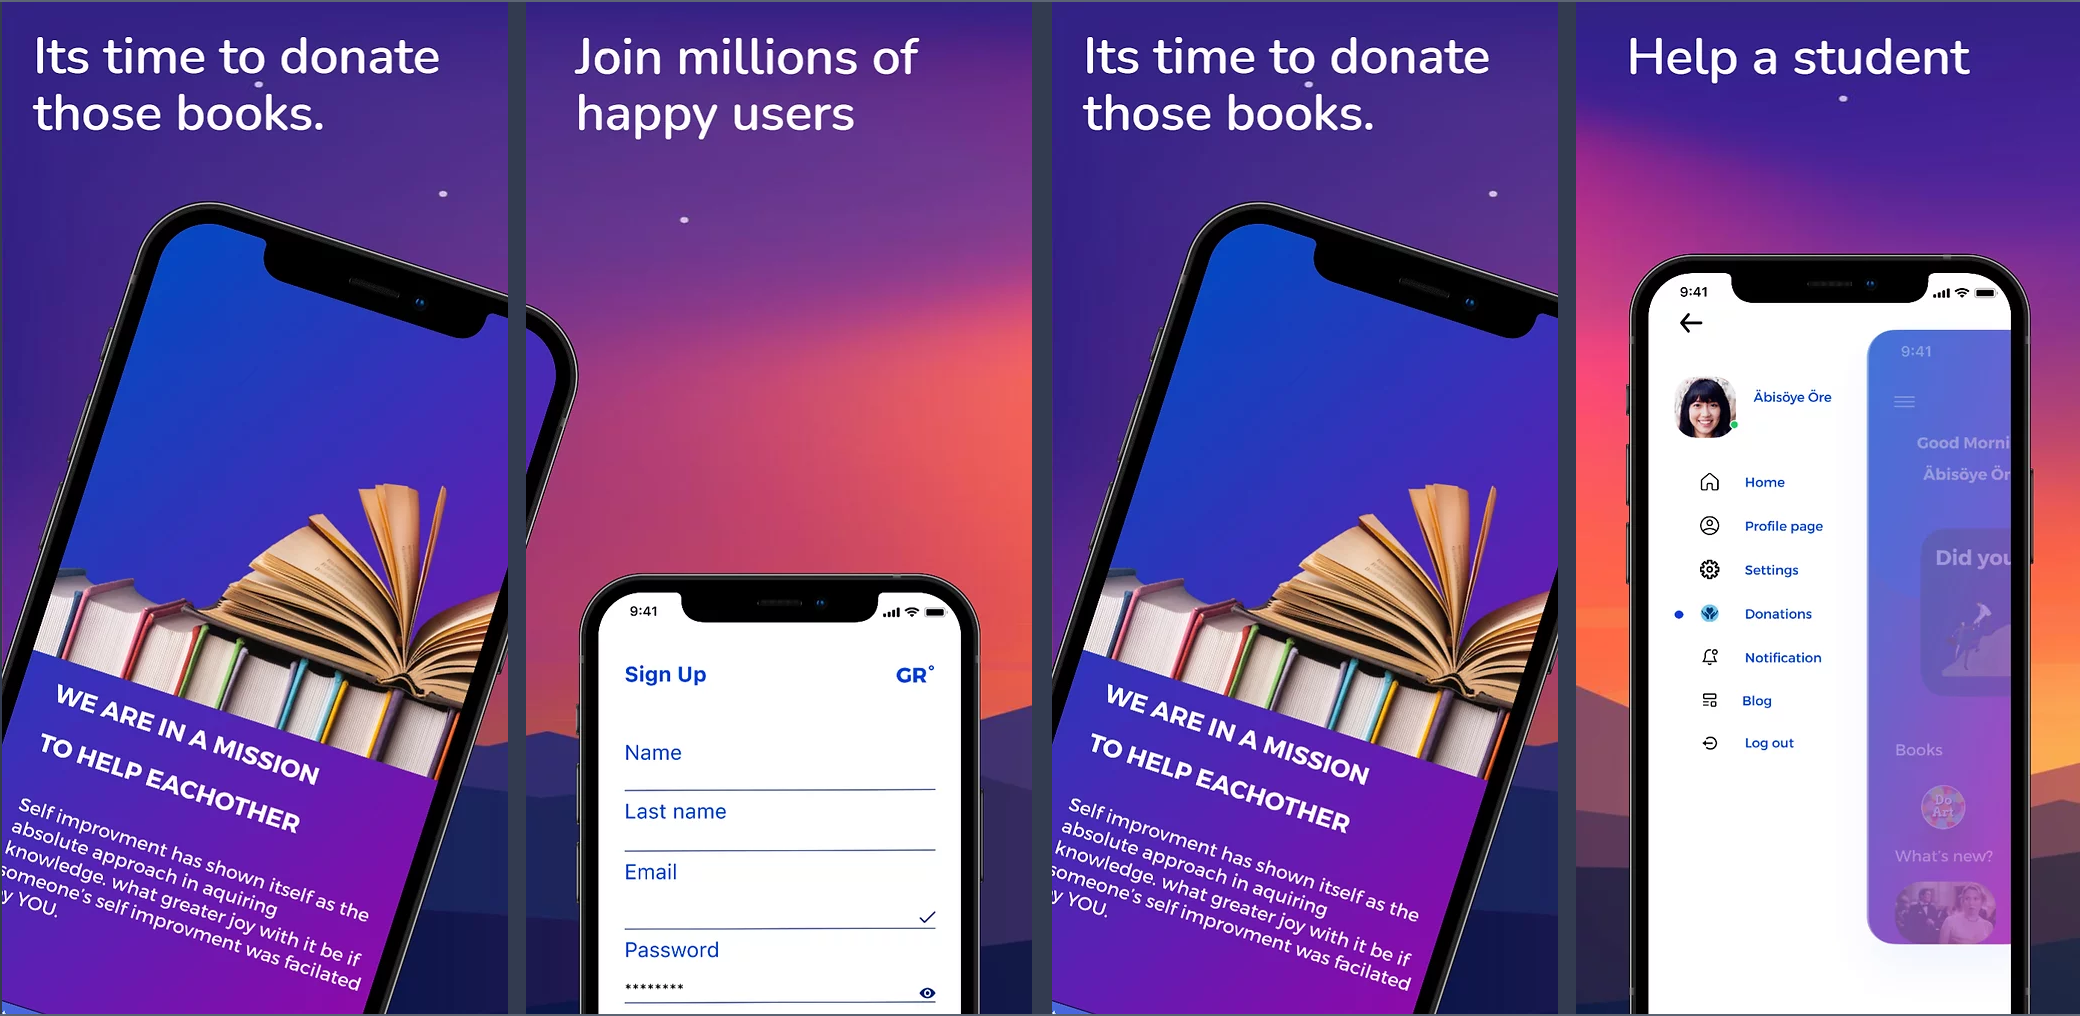 Its time to donate
those books.
WE ARE IN A MISSION
TO HELP EACHOTHER
Self improvment has shown itself as the
absolute approach in aquiring
knowledge. what greater joy with it be if
someone's self improvment was facilated
y YOU.
Join millions of
happy users
9:41
Sign Up
GR°
Name
Last name
Email
Password
********
Its time to donate
those books.
WE ARE IN A MISSION
TO HELP EACHOTHER
Self improvment has shown itself as the
absolute approach in aquiring
knowledge. what greater joy with it be if
someone's self improvment was facilated
y YOU.
Help a student
9:41
Äbisöye Öre
Home
Profile page
Settings
Donations
Notification
Blog
Log out
9:41
Good Morni
Äbisöye Ör
Did you
Books
Do
Art
What's new?